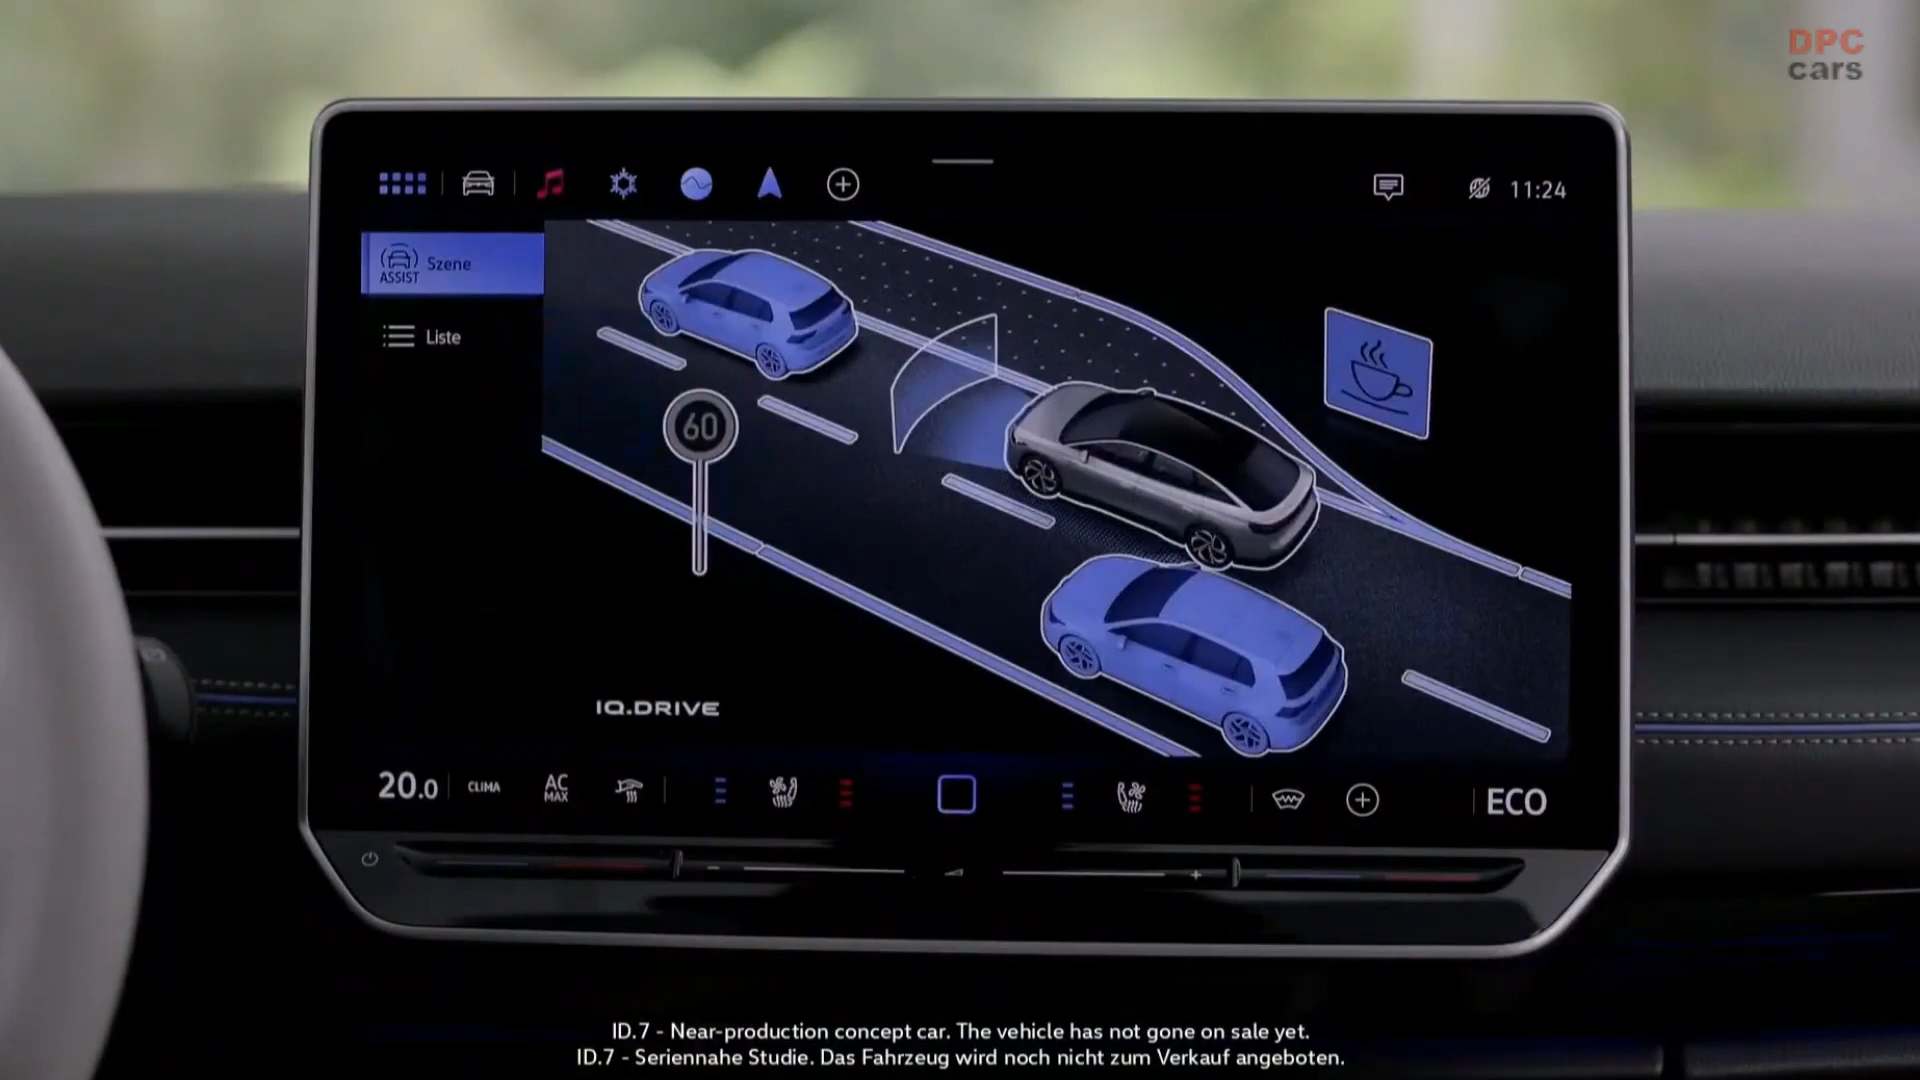 DPC
cars
11:24
ASSIST
Szene
Liste
60
IQ.DRIVE
20.0
CLIMA
AC
MAX
ECO
ID.7 - Near-production concept car. The vehicle has not gone on sale yet.
ID.7 - Seriennahe Studie. Das Fahrzeug wird noch nicht zum Verkauf angeboten.